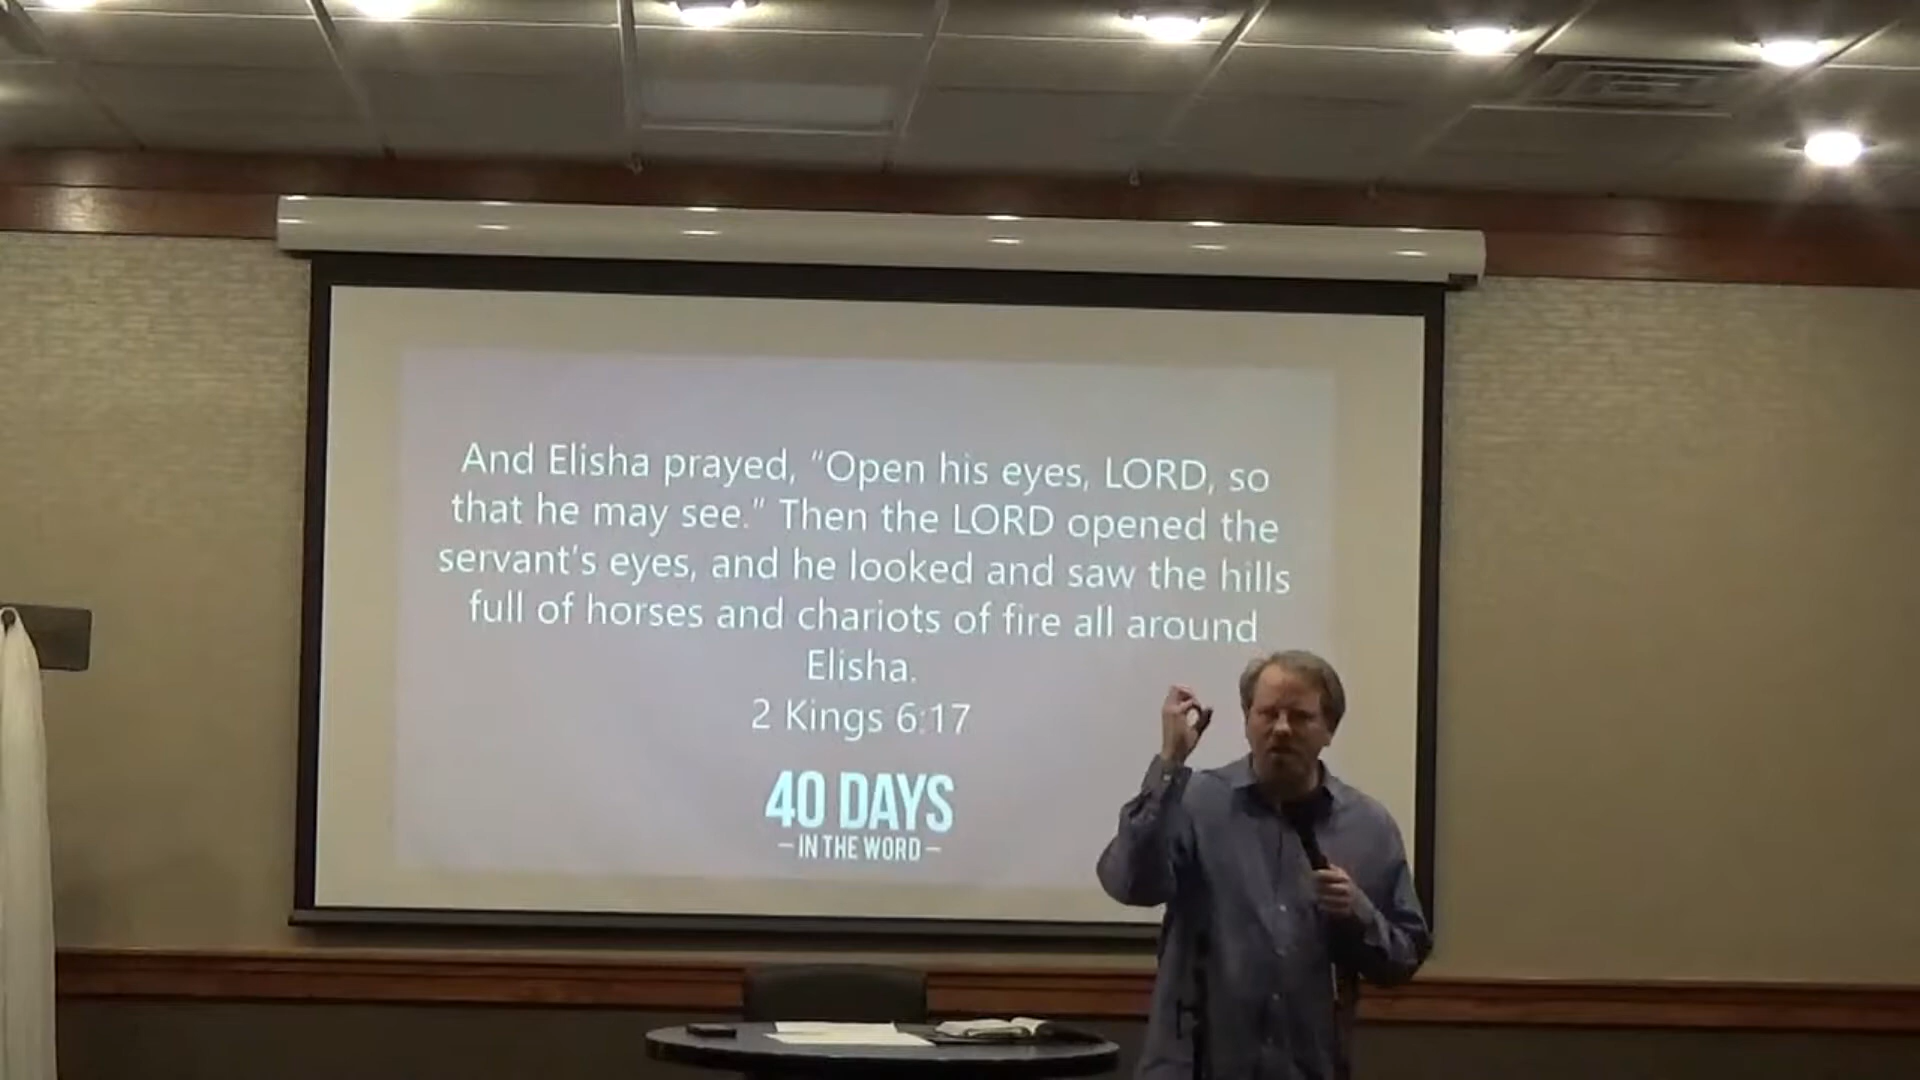 And Elisha prayed, "Open his eyes, LORD, so
that he may see." Then the LORD opened the
servant's eyes, and he looked and saw the hills
full of horses and chariots of fire all around
Elisha.
2 Kings 6:17
40 DAYS
– IN THE WORD –